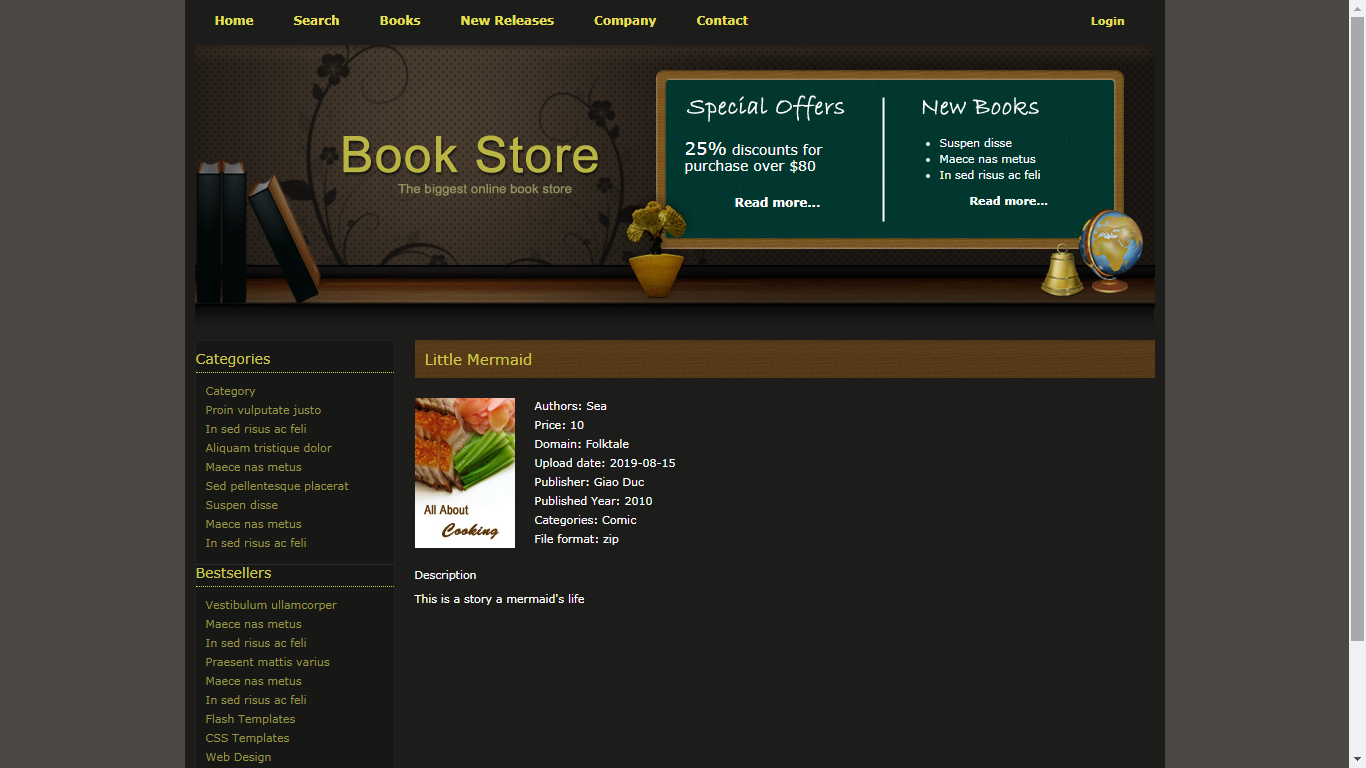 Home Search Books New Releases Company Contact Login
Book Store
The biggest online book store
Special Offers
25% discounts for
purchase over $80
Read more...
New Books
Suspen disse
Maece nas metus
In sed risus ac feli
Read more...
Categories
Category
Proin vulputate justo
In sed risus ac feli
Aliquam tristique dolor
Maece nas metus
Sed pellentesque placerat
Suspen disse
Maece nas metus
In sed risus ac feli
Bestsellers
Vestibulum ullamcorper
Maece nas metus
In sed risus ac feli
Praesent mattis varius
Maece nas metus
In sed risus ac feli
Flash Templates
CSS Templates
Web Design
Little Mermaid
All About
Cooking
Authors: Sea
Price: 10
Domain: Folktale
Upload date: 2019-08-15
Publisher: Giao Duc
Published Year: 2010
Categories: Comic
File format: zip
Description
This is a story a mermaid's life